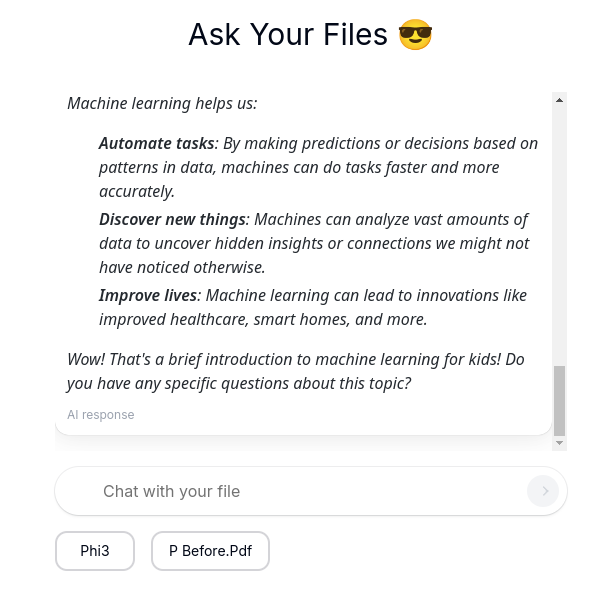 Ask Your Files 😎
Machine learning helps us:
Automate tasks: By making predictions or decisions based on
patterns in data, machines can do tasks faster and more
accurately.
Discover new things: Machines can analyze vast amounts of
data to uncover hidden insights or connections we might not
have noticed otherwise.
Improve lives: Machine learning can lead to innovations like
improved healthcare, smart homes, and more.
Wow! That's a brief introduction to machine learning for kids! Do
you have any specific questions about this topic?
AI response
Chat with your file
Phi3
P Before.Pdf